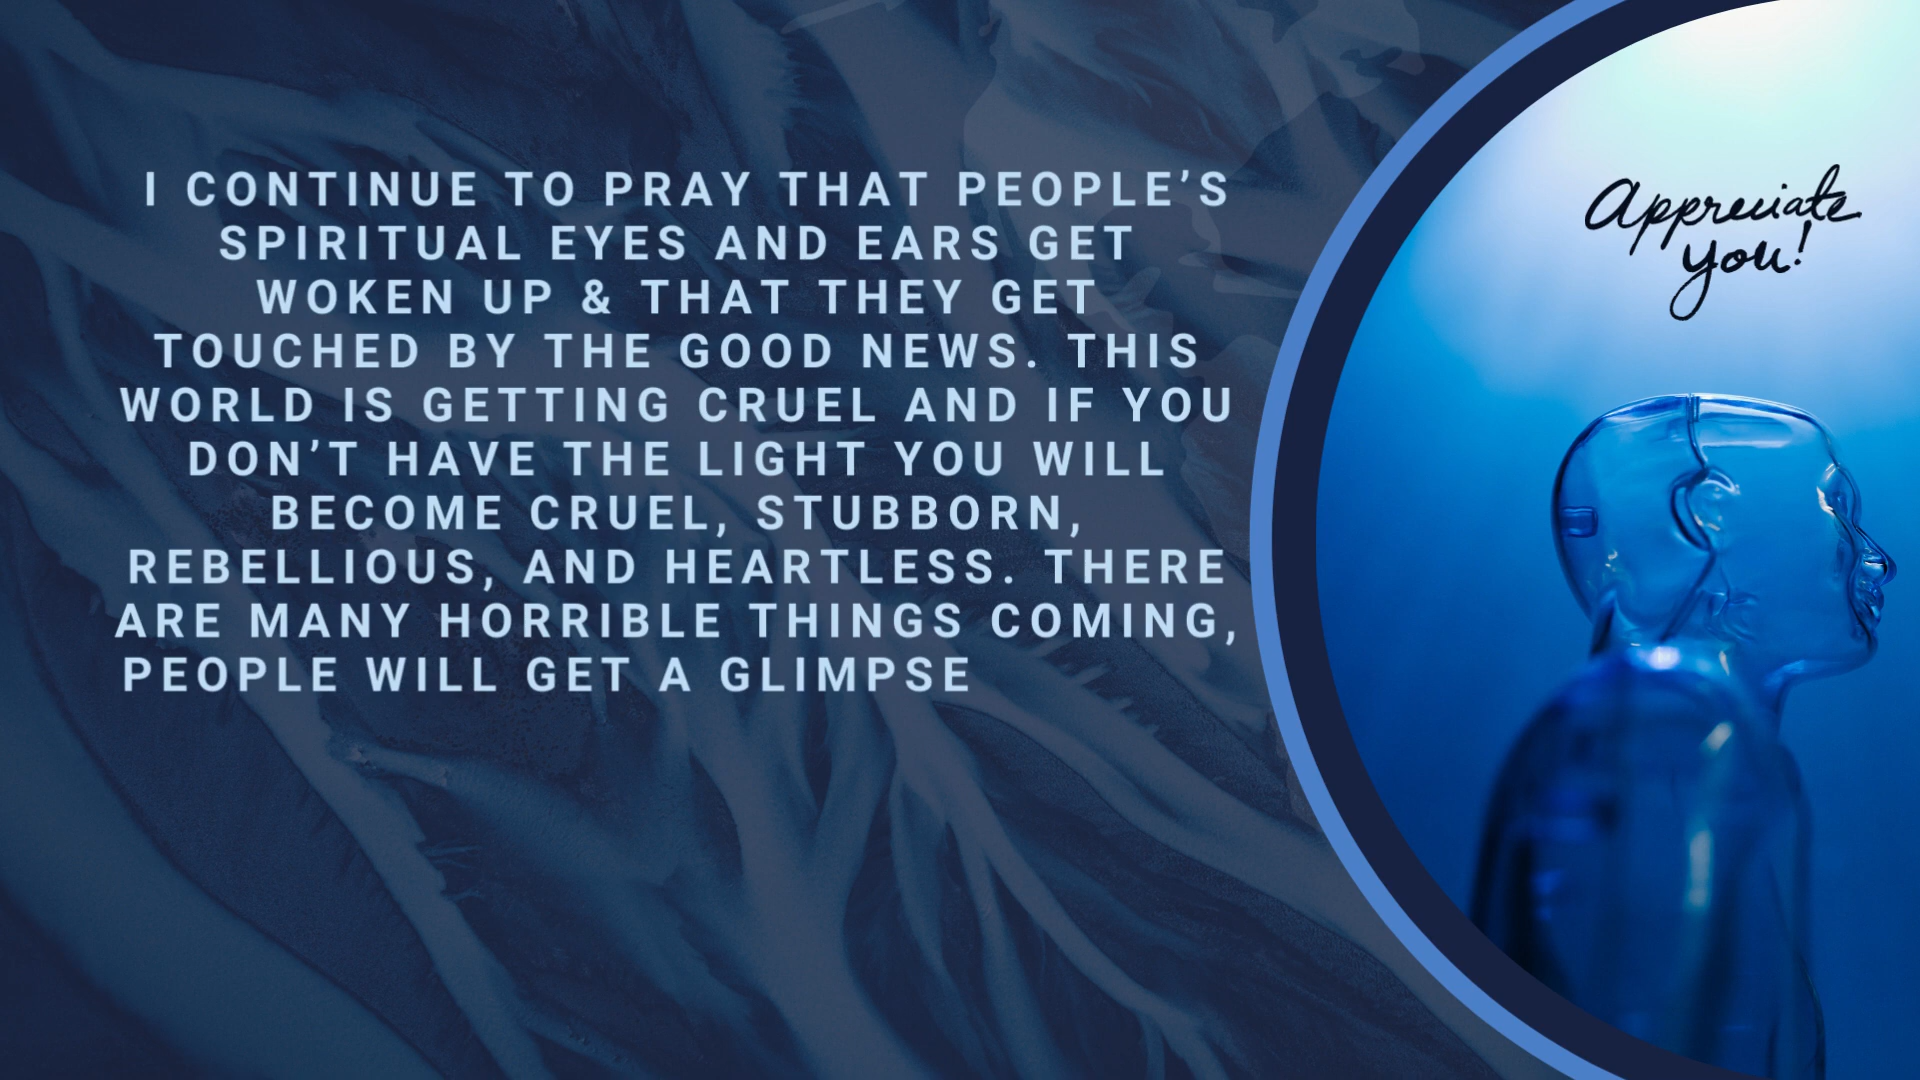 I CONTINUE TO PRAY THAT PEOPLE’S
SPIRITUAL EYES AND EARS GET
WOKEN UP & THAT THEY GET
TOUCHED BY THE GOOD NEWS. THIS
WORLD IS GETTING CRUEL AND IF YOU
DON’T HAVE THE LIGHT YOU WILL
BECOME CRUEL, STUBBORN,
REBELLIOUS, AND HEARTLESS. THERE
ARE MANY HORRIBLE THINGS COMING,
PEOPLE WILL GET A GLIMPSE
Appreciate
you!